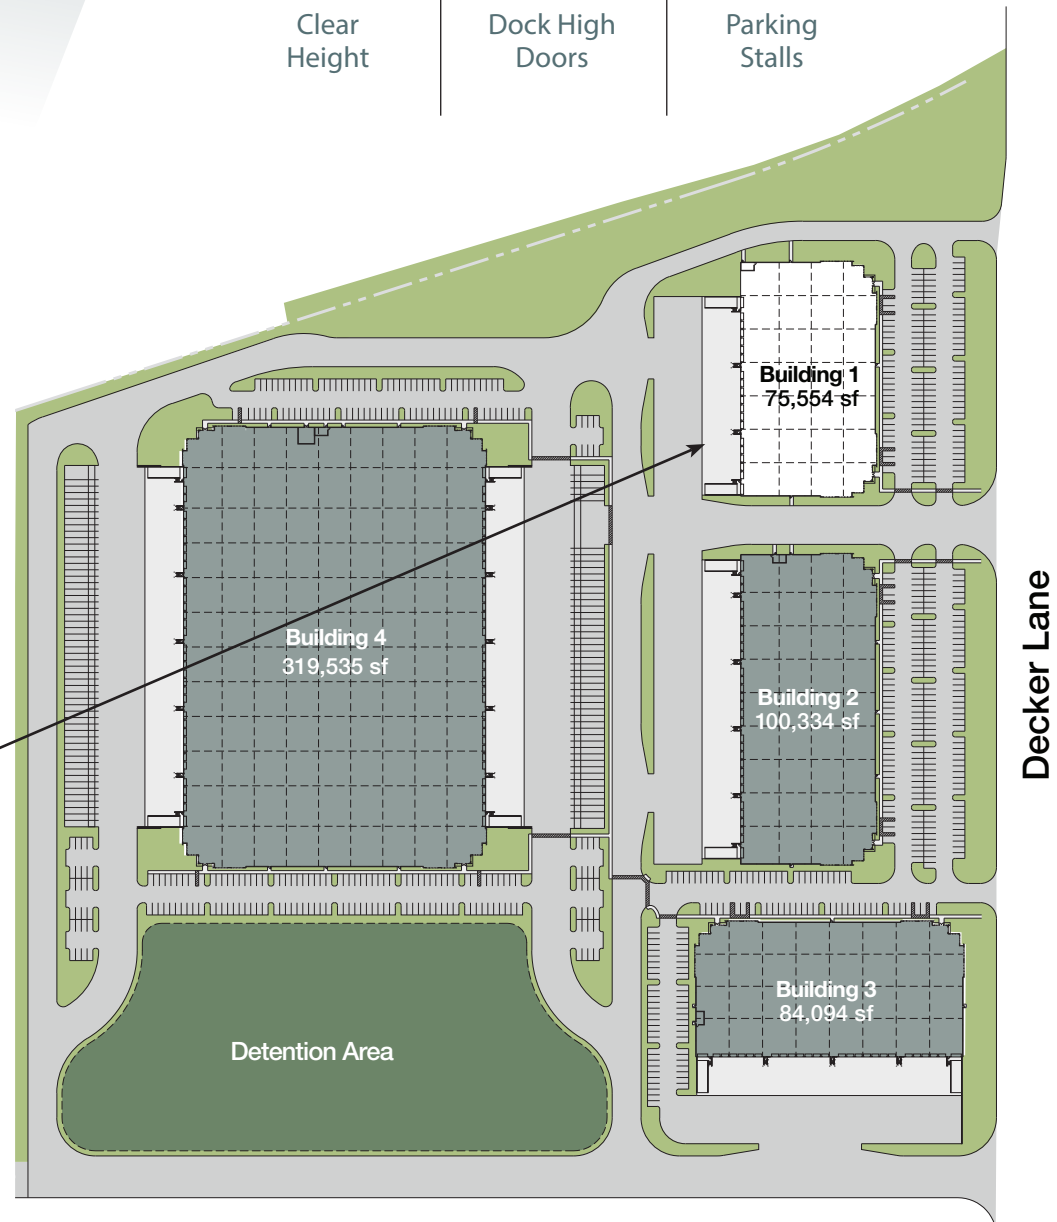 Clear
Height
Dock High
Doors
Parking
Stalls
Building 1
75,554 sf
Building 4
319,535 sf
Building 2
100,334 sf
Decker Lane
Building 3
84,094 sf
Detention Area